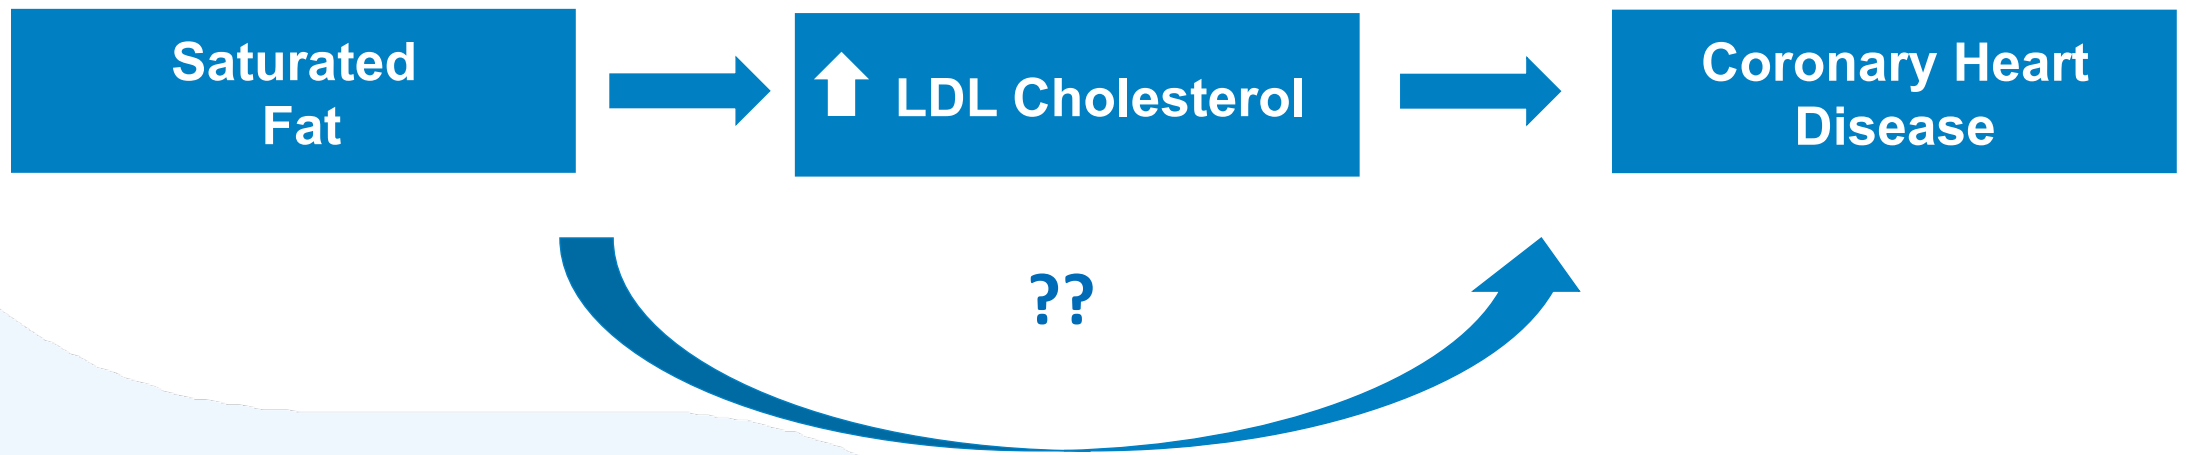 Saturated
Fat
LDL Cholesterol
Coronary Heart
Disease
??